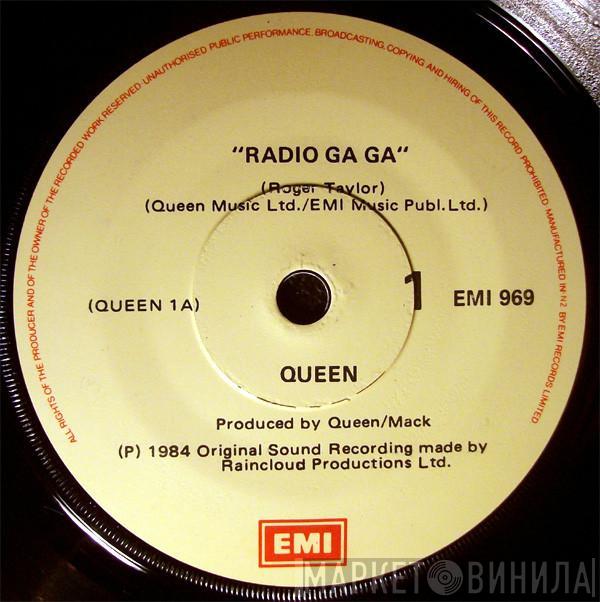 ALL RIGHTS OF THE PRODUCER AND OF THE OWNER OF THE RECORDED WORK RESERVED. UNAUTHORISED PUBLIC PERFORMANCE, BROADCASTING, COPYING AND HIRING OF THIS RECORD PROHIBITED. MANUFACTURED IN NZ BY EMI RECORDS LIMITED
"RADIO GA GA"
(Roger Taylor)
(Queen Music Ltd./EMI Music Publ.Ltd.)
(QUEEN 1A)
1
EMI 969
QUEEN
Produced by Queen/Mack
(P) 1984 Original Sound Recording made by
Raincloud Productions Ltd.
EMI
МАРКЕТ ВИНИЛА